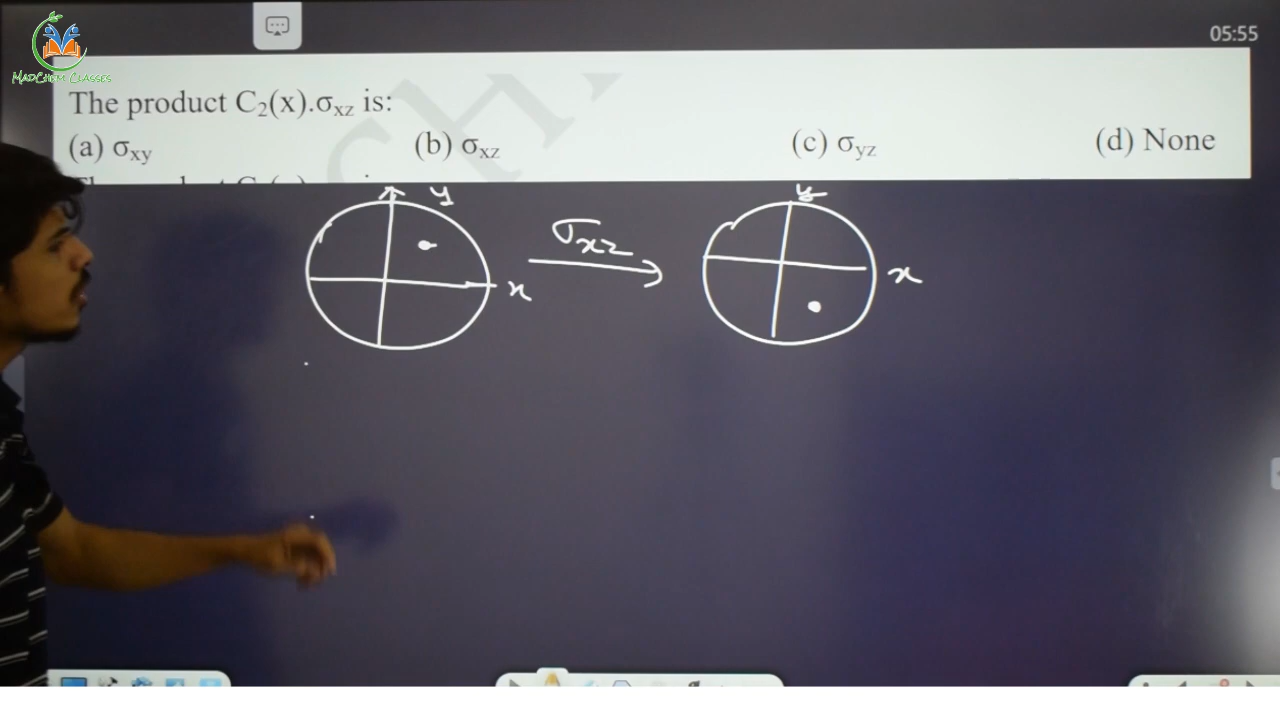 MADCHEM CLASSES
05:55
The product C₂(x).σxz is:
(a) σxy (b) σxz (c) σyz (d) None
y σxz y
x x